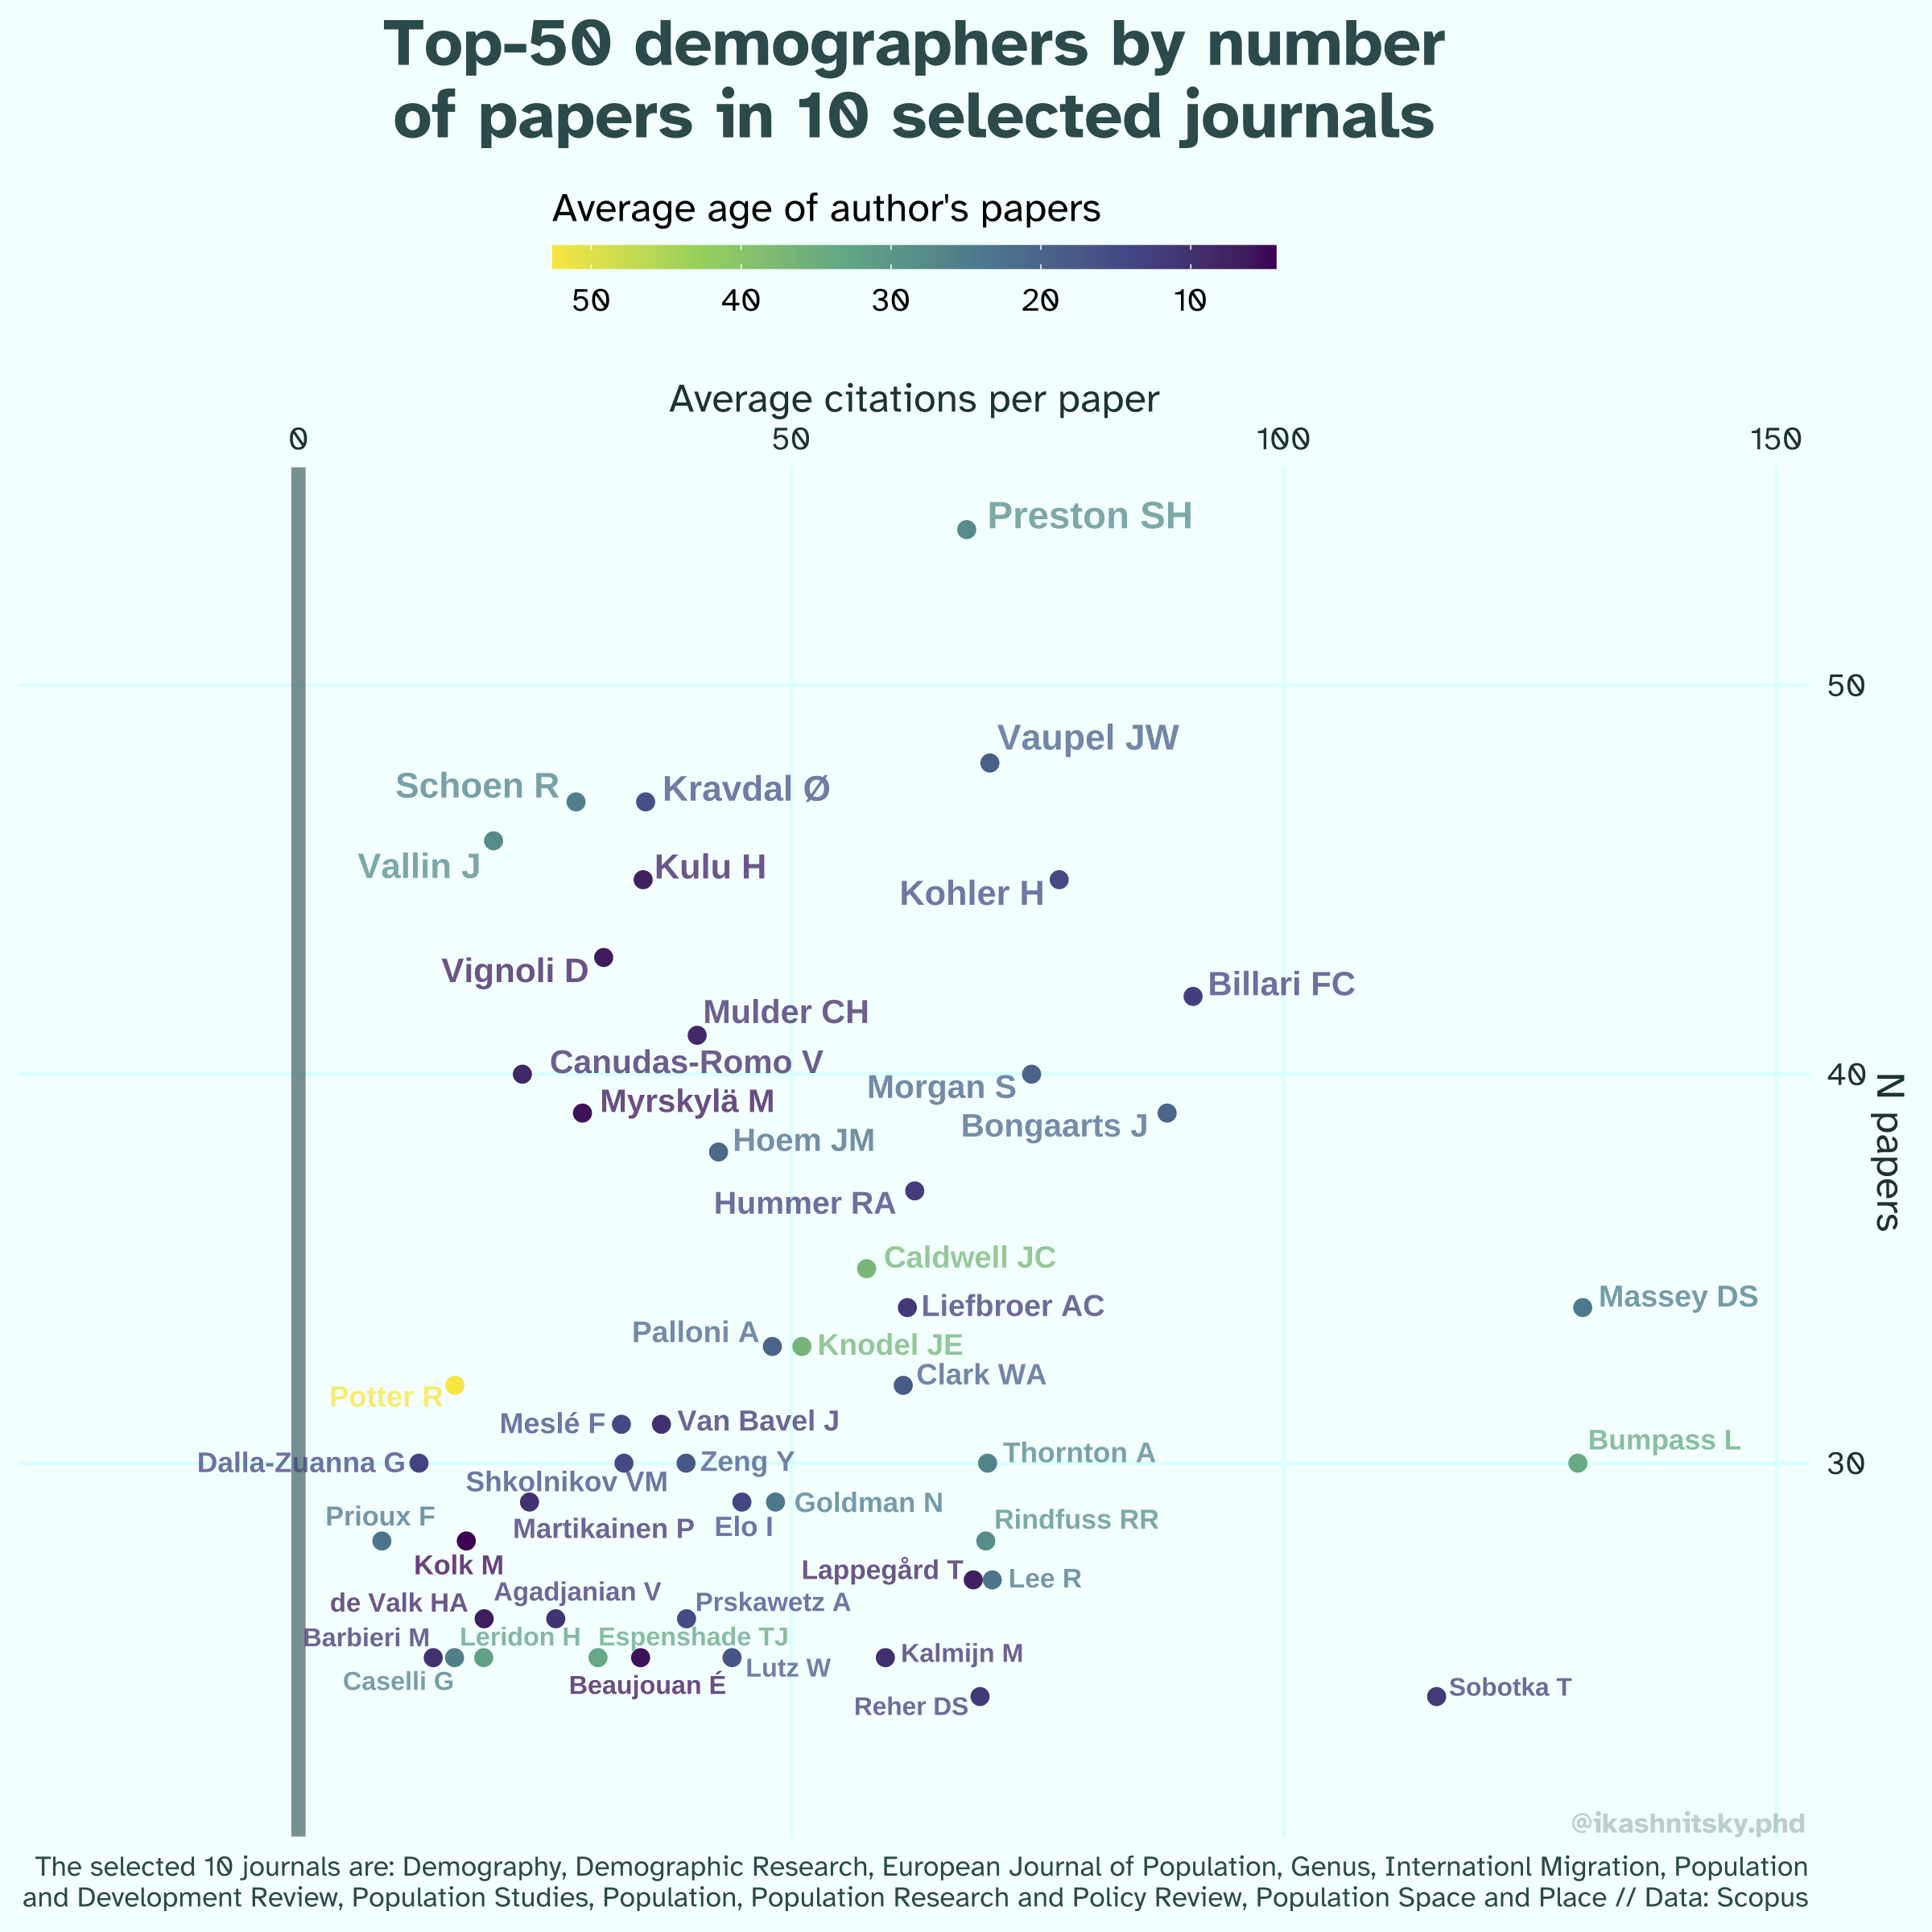 Top-50 demographers by number
of papers in 10 selected journals
Average age of author's papers
50 40 30 20 10
Average citations per paper
0 50 100 150
Preston SH
50
Vaupel JW
Schoen R
Kravdal Ø
Vallin J
Kulu H
Kohler H
Vignoli D
Billari FC
Mulder CH
Canudas-Romo V
40
Morgan S
Myrskylä M
Bongaarts J
N papers
Hoem JM
Hummer RA
Caldwell JC
Massey DS
Liefbroer AC
Palloni A
Knodel JE
Clark WA
Potter R
Meslé F
Van Bavel J
Bumpass L
Thornton A
Dalla-Zuanna G
Zeng Y
30
Shkolnikov VM
Goldman N
Prioux F
Martikainen P
Elo I
Rindfuss RR
Kolk M
Lappegård T
Lee R
Agadjanian V
de Valk HA
Prskawetz A
Barbieri M
Leridon H
Espenshade TJ
Kalmijn M
Lutz W
Caselli G
Beaujouan É
Sobotka T
Reher DS
@ikashnitsky.phd
The selected 10 journals are: Demography, Demographic Research, European Journal of Population, Genus, Internationl Migration, Population
and Development Review, Population Studies, Population, Population Research and Policy Review, Population Space and Place // Data: Scopus